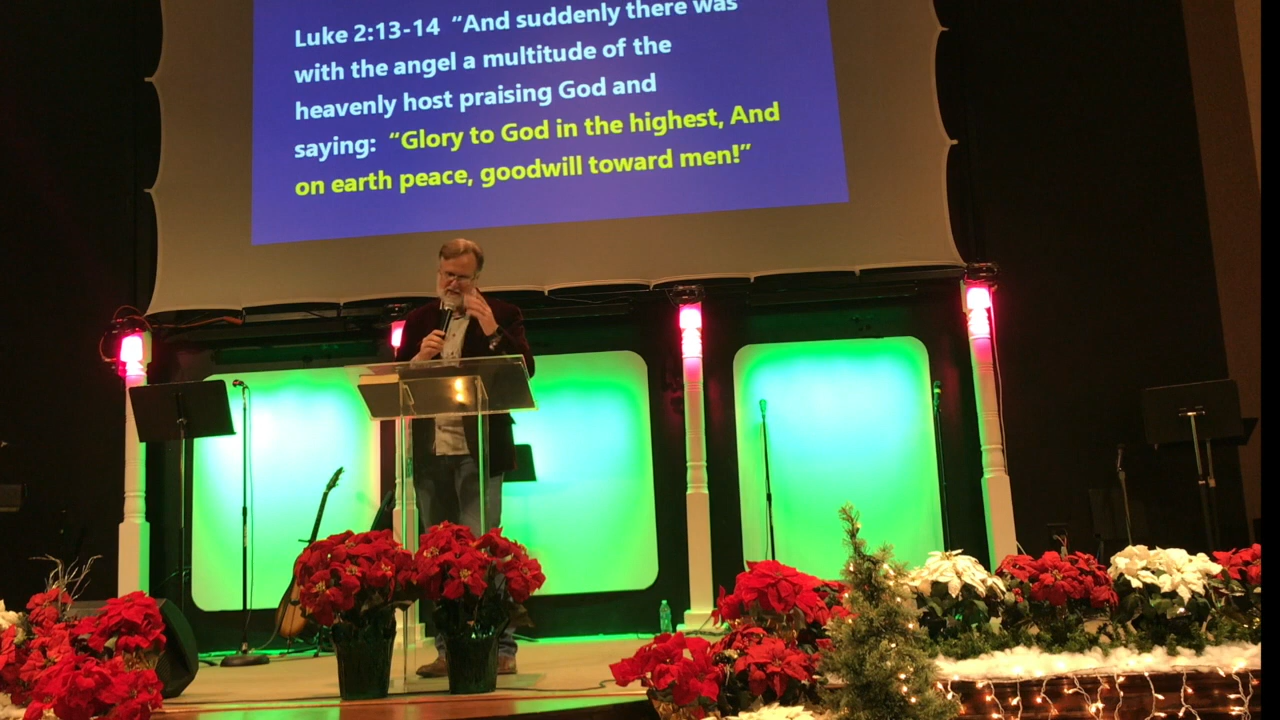 Luke 2:13-14 “And suddenly there was
with the angel a multitude of the
heavenly host praising God and
saying: “Glory to God in the highest, And
on earth peace, goodwill toward men!”